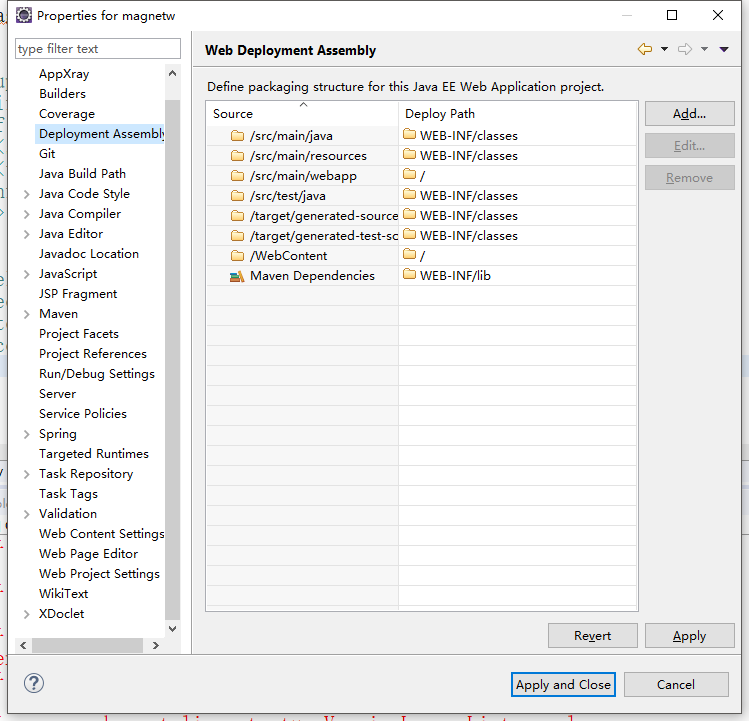 Properties for magnetw
type filter text
AppXray
Builders
Coverage
Deployment Assembly
Git
Java Build Path
Java Code Style
Java Compiler
Java Editor
Javadoc Location
JavaScript
JSP Fragment
Maven
Project Facets
Project References
Run/Debug Settings
Server
Service Policies
Spring
Targeted Runtimes
Task Repository
Task Tags
Validation
Web Content Settings
Web Page Editor
Web Project Settings
WikiText
XDoclet
Web Deployment Assembly
Define packaging structure for this Java EE Web Application project.
Source Deploy Path
/src/main/java WEB-INF/classes
/src/main/resources WEB-INF/classes
/src/main/webapp /
/src/test/java WEB-INF/classes
/target/generated-source WEB-INF/classes
/target/generated-test-sc WEB-INF/classes
/WebContent /
Maven Dependencies WEB-INF/lib
Add...
Edit...
Remove
Revert Apply
Apply and Close Cancel